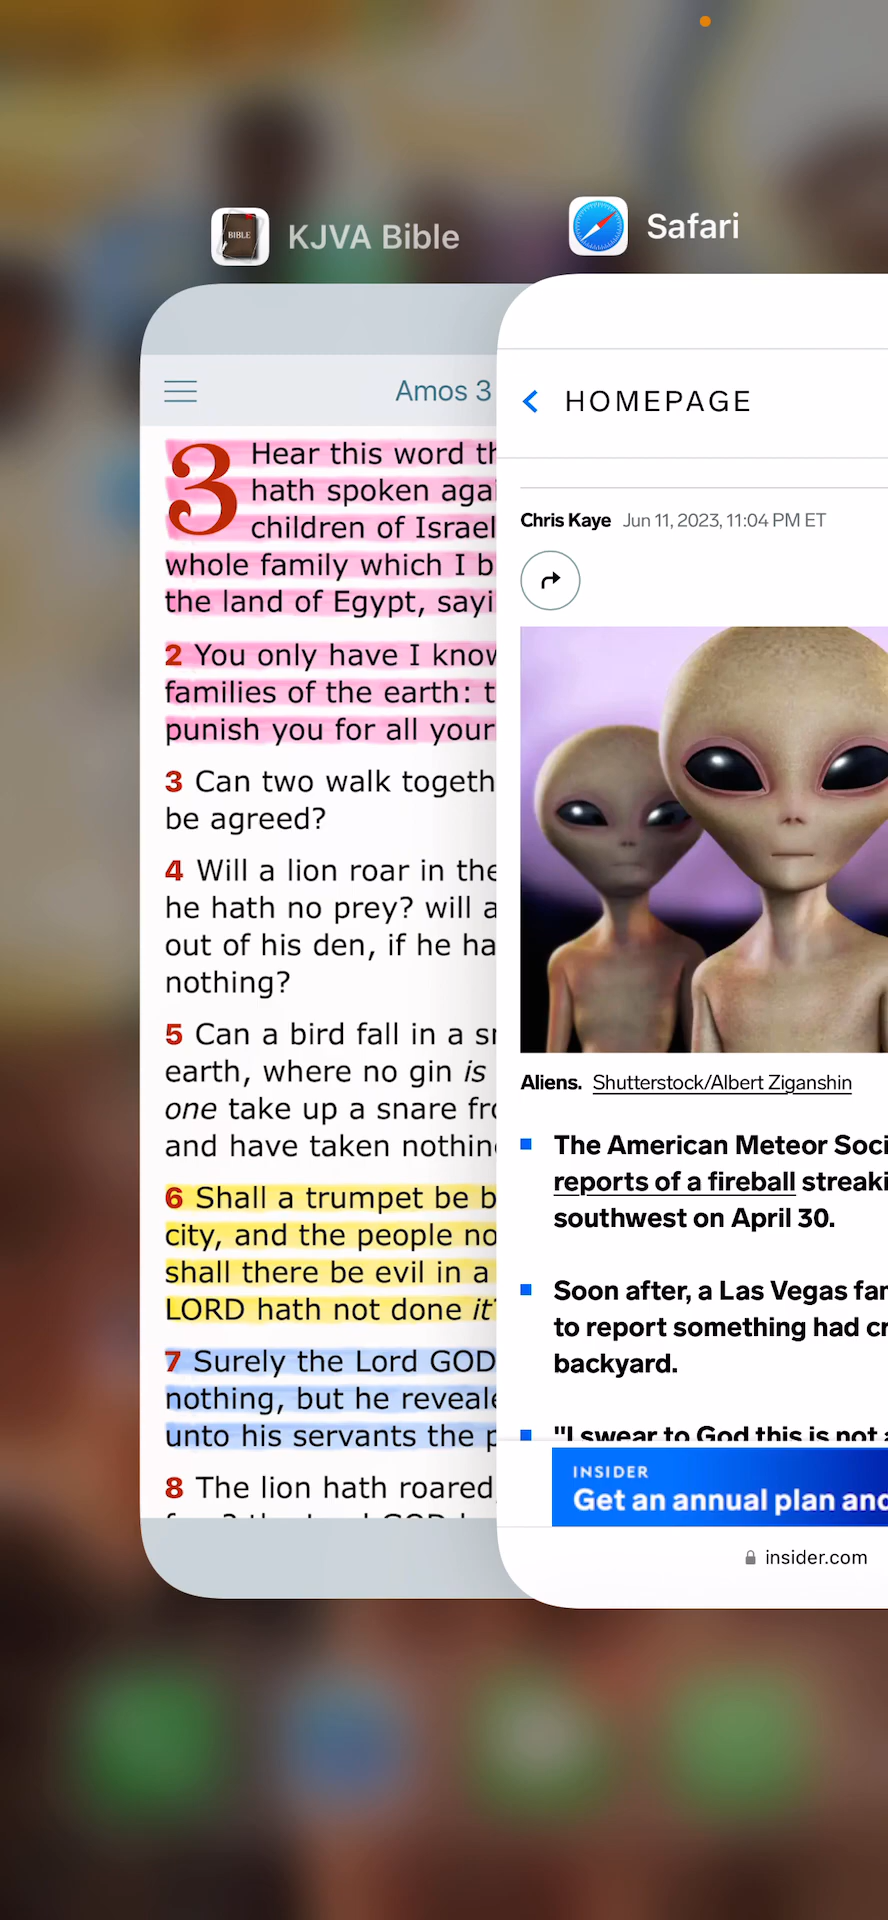 BIBLE
KJVA Bible
Safari
Amos 3
3
Hear this word th
hath spoken agai
children of Israel
whole family which I b
the land of Egypt, sayi
2 You only have I know
families of the earth: t
punish you for all your
3 Can two walk togeth
be agreed?
4 Will a lion roar in the
he hath no prey? will a
out of his den, if he ha
nothing?
5 Can a bird fall in a sn
earth, where no gin is
one take up a snare fro
and have taken nothin
6 Shall a trumpet be b
city, and the people no
shall there be evil in a
LORD hath not done it?
7 Surely the Lord GOD
nothing, but he reveale
unto his servants the p
8 The lion hath roared,
HOMEPAGE
Chris Kaye Jun 11, 2023, 11:04 PM ET
Aliens. Shutterstock/Albert Ziganshin
The American Meteor Soci
reports of a fireball streaki
southwest on April 30.
Soon after, a Las Vegas fam
to report something had cr
backyard.
"I swear to God this is not a
INSIDER
Get an annual plan and
insider.com